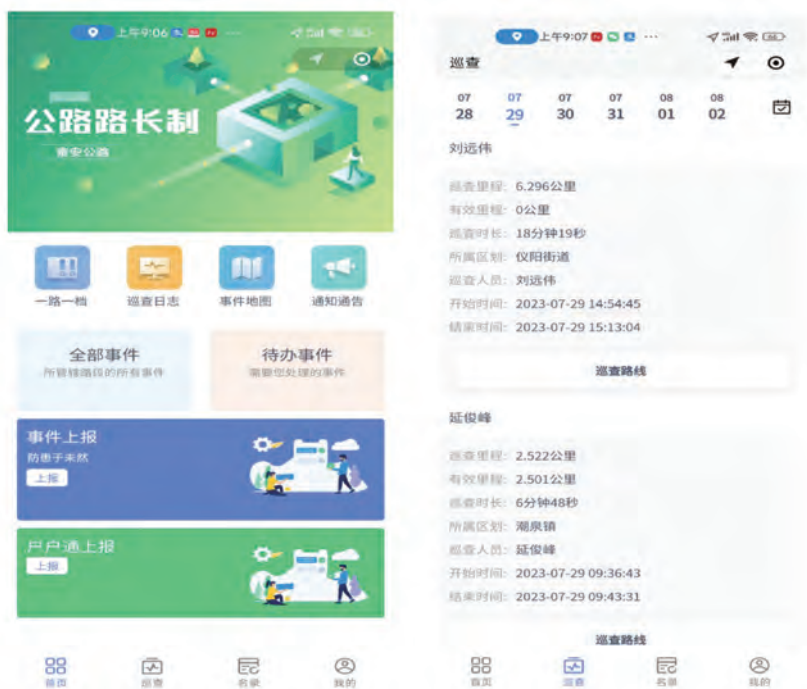 上午9:06
公路路长制
泰安公路
一路一档
巡查日志
事件地图
通知通告
全部事件
所管辖路段的所有事件
待办事件
需要您处理的事件
事件上报
防患于未然
上报
户户通上报
上报
首页
巡查
名录
我的
上午9:07
巡查
07 07 07 07 08 08
28 29 30 31 01 02
刘远伟
巡查里程: 6.296公里
有效里程: 0公里
巡查时长: 18分钟19秒
所属区划: 仪阳街道
巡查人员: 刘远伟
开始时间: 2023-07-29 14:54:45
结束时间: 2023-07-29 15:13:04
巡查路线
延俊峰
巡查里程: 2.522公里
有效里程: 2.501公里
巡查时长: 6分钟48秒
所属区划: 潮泉镇
巡查人员: 延俊峰
开始时间: 2023-07-29 09:36:43
结束时间: 2023-07-29 09:43:31
巡查路线
首页
巡查
名录
我的